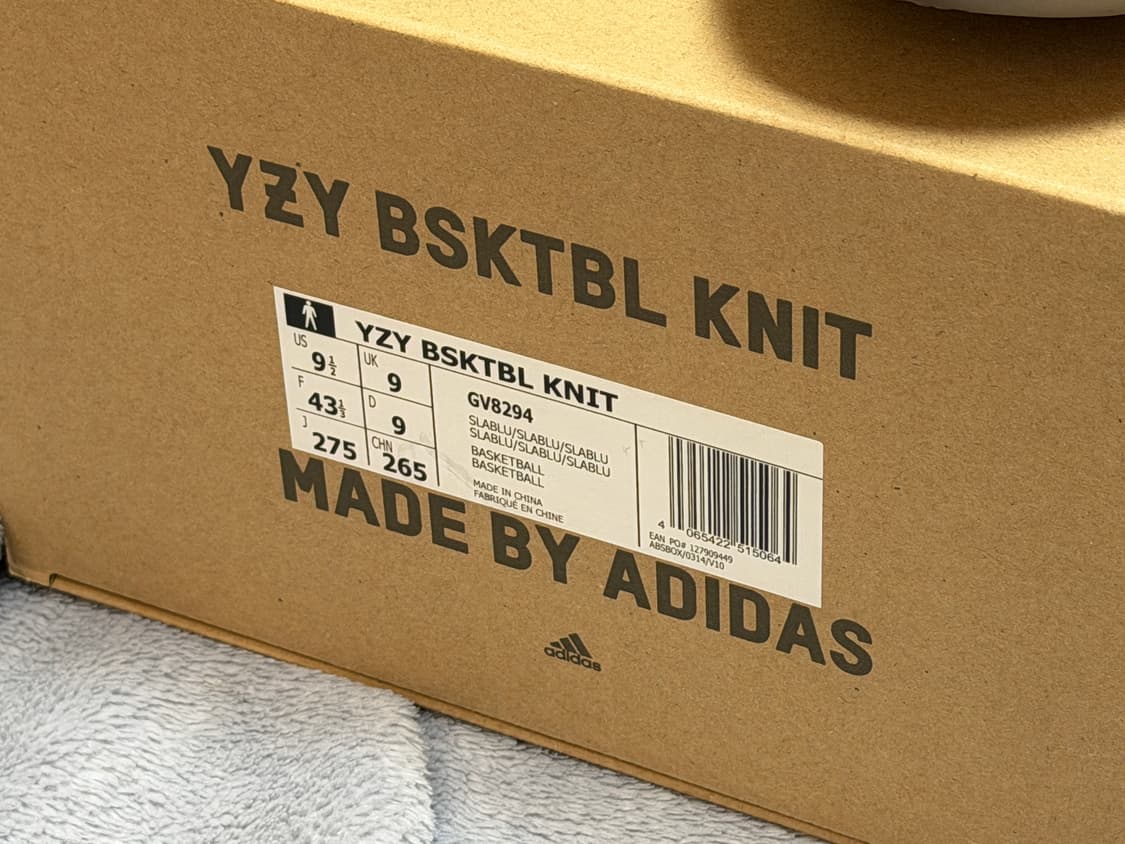 YZY BSKTBL KNIT
YZY BSKTBL KNIT
US 9½
UK 9
F 43⅓
D 9
J 275
CHN 265
GV8294
SLABLU/SLABLU/SLABLU
SLABLU/SLABLU/SLABLU
BASKETBALL
BASKETBALL
MADE IN CHINA
FABRIQUÉ EN CHINE
4 065422 515064
EAN PO# 127909449
ABSBOX/0314/V10
MADE BY ADIDAS
adidas